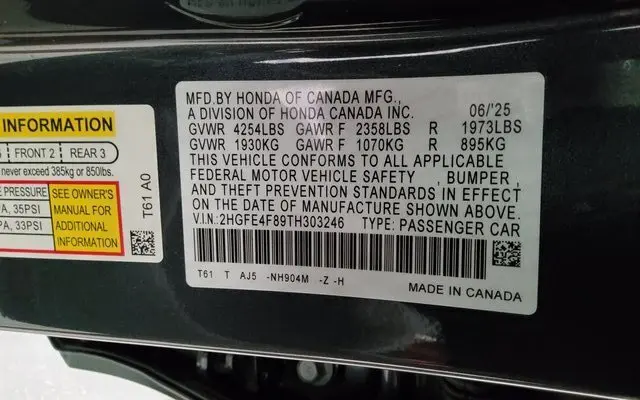 MFD.BY HONDA OF CANADA MFG.,
A DIVISION OF HONDA CANADA INC. 06/'25
GVWR 4254LBS GAWR F 2358LBS R 1973LBS
GVWR 1930KG GAWR F 1070KG R 895KG
THIS VEHICLE CONFORMS TO ALL APPLICABLE
FEDERAL MOTOR VEHICLE SAFETY , BUMPER ,
AND THEFT PREVENTION STANDARDS IN EFFECT
ON THE DATE OF MANUFACTURE SHOWN ABOVE.
V.I.N:2HGFE4F89TH303246 TYPE: PASSENGER CAR
T61 T AJ5 -NH904M -Z -H
MADE IN CANADA
INFORMATION
FRONT 2 REAR 3
never exceed 385kg or 850lbs.
PRESSURE
PA, 35PSI
PA, 33PSI
SEE OWNER'S
MANUAL FOR
ADDITIONAL
INFORMATION
T61 A0